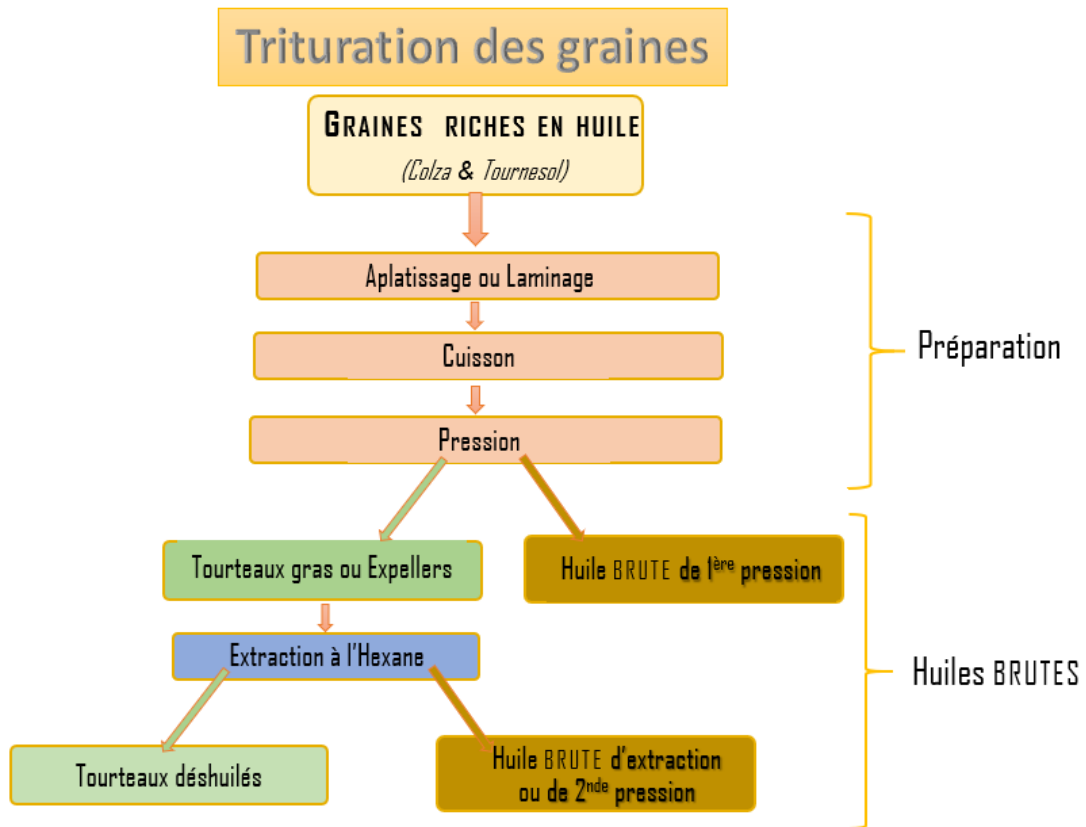 Trituration des graines
GRAINES RICHES EN HUILE
(Colza & Tournesol)
Aplatissage ou Laminage
Cuisson
Préparation
Pression
Tourteaux gras ou Expellers
Huile BRUTE de 1ère pression
Extraction à l'Hexane
Huiles BRUTES
Tourteaux déshuilés
Huile BRUTE d'extraction
ou de 2nde pression